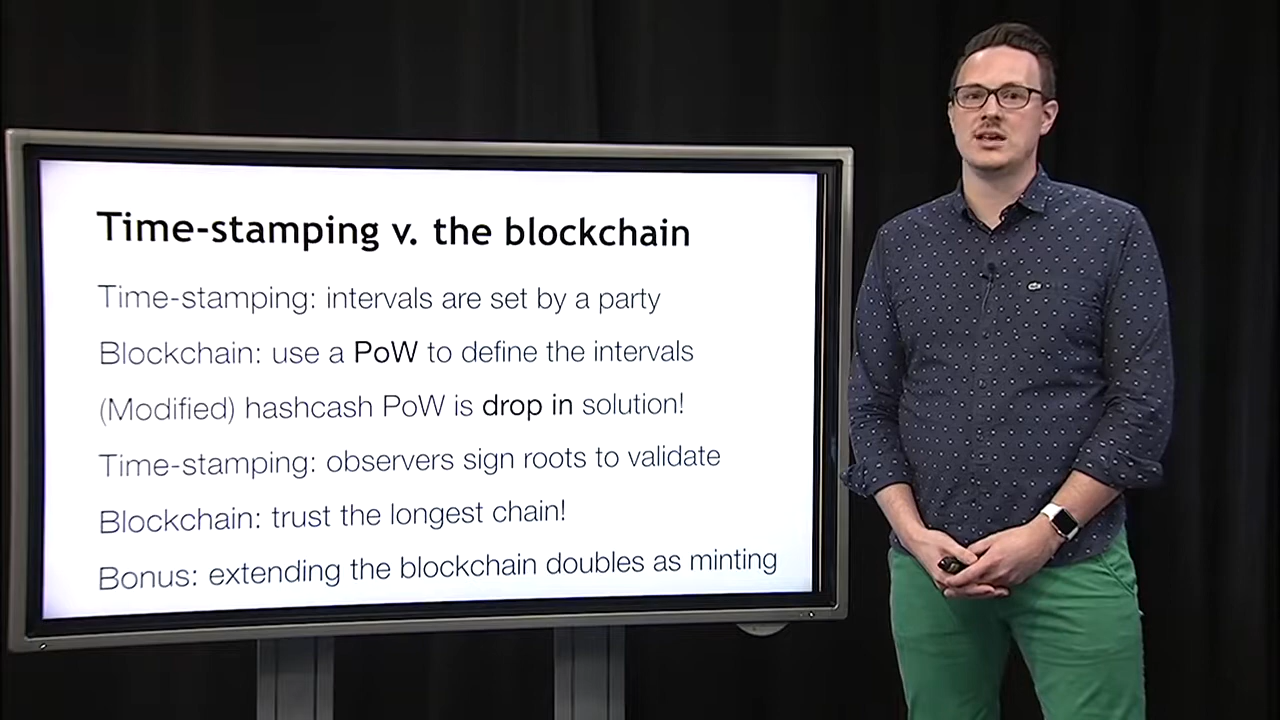 Time-stamping v. the blockchain
Time-stamping: intervals are set by a party
Blockchain: use a PoW to define the intervals
(Modified) hashcash PoW is drop in solution!
Time-stamping: observers sign roots to validate
Blockchain: trust the longest chain!
Bonus: extending the blockchain doubles as minting